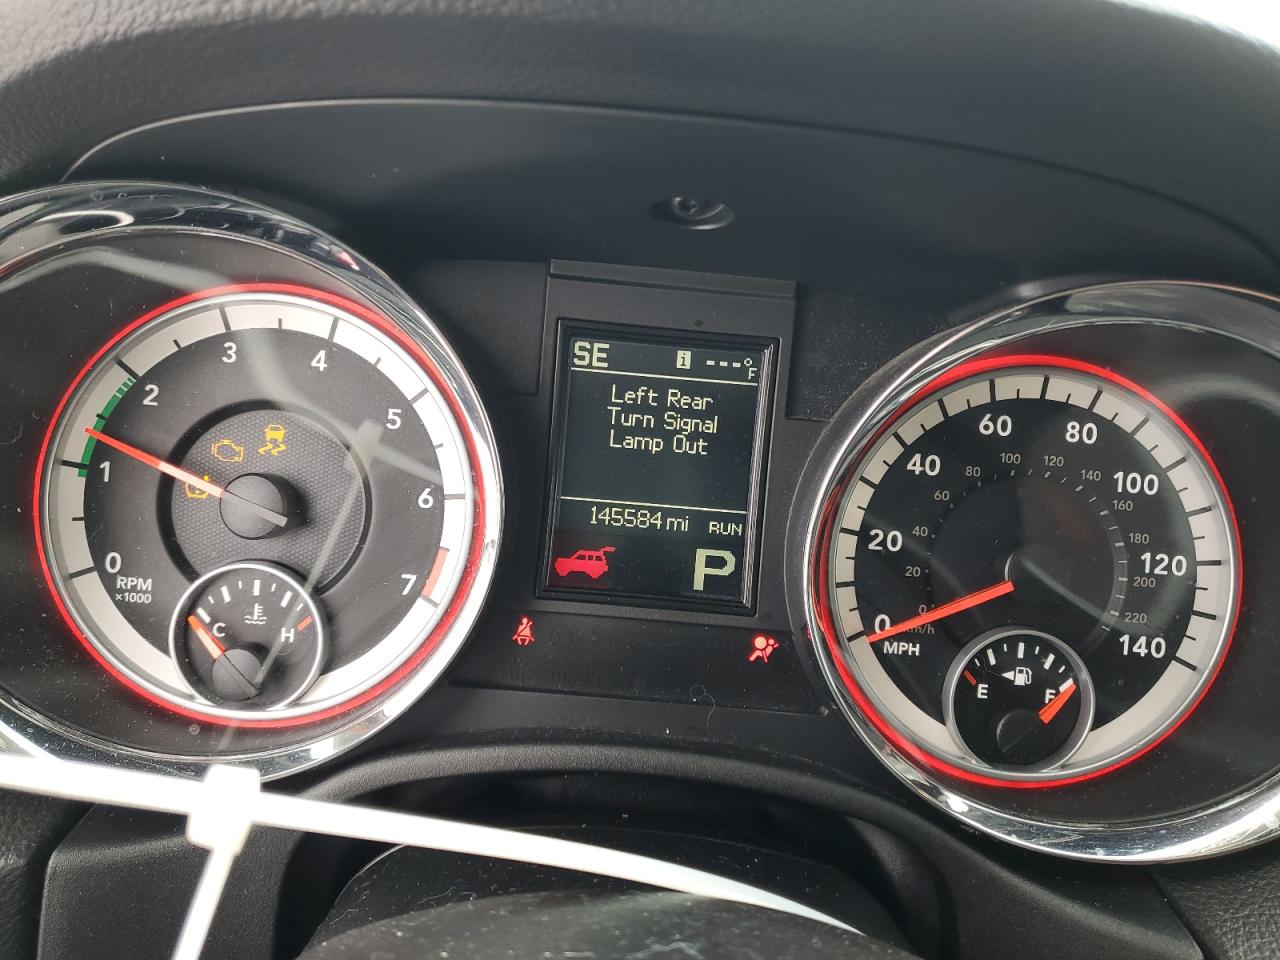 3 4
2 5
1 6
0 7
RPM
×1000
C H
SE i ---°F
Left Rear
Turn Signal
Lamp Out
145584 mi RUN
P
60 80
40 100
20 120
0 140
MPH
100 120
80 140
60 160
40 180
20 200
0 220
km/h
E F